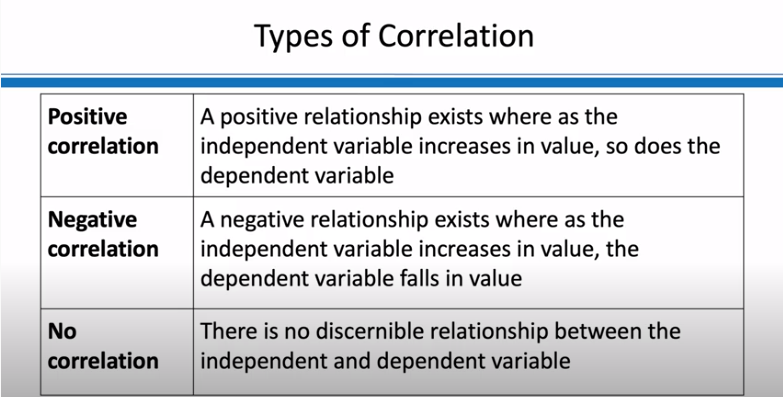 Types of Correlation
Positive
correlation
A positive relationship exists where as the
independent variable increases in value, so does the
dependent variable
Negative
correlation
A negative relationship exists where as the
independent variable increases in value, the
dependent variable falls in value
No
correlation
There is no discernible relationship between the
independent and dependent variable